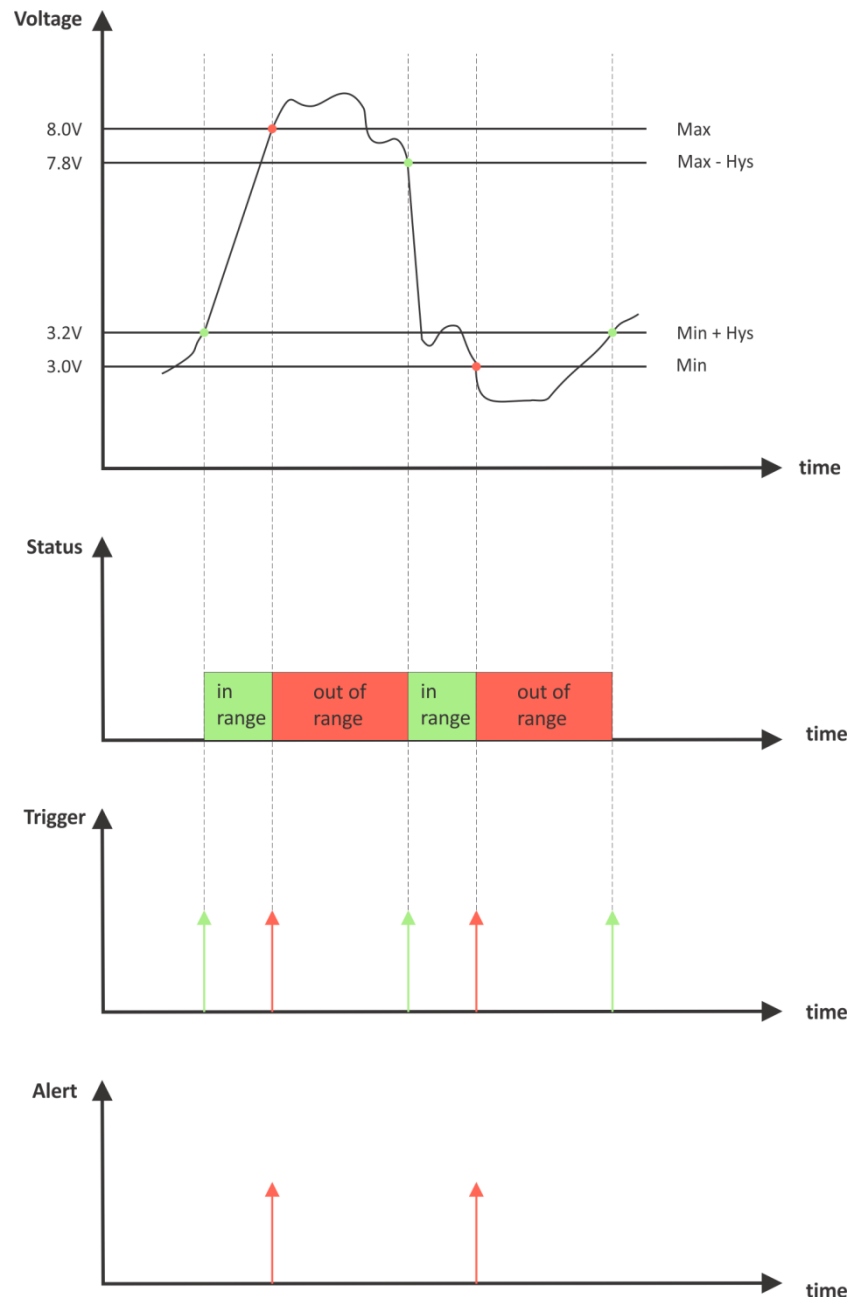 Voltage
8.0V
Max
7.8V
Max - Hys
3.2V
Min + Hys
3.0V
Min
time
Status
in
range
out of
range
in
range
out of
range
time
Trigger
time
Alert
time